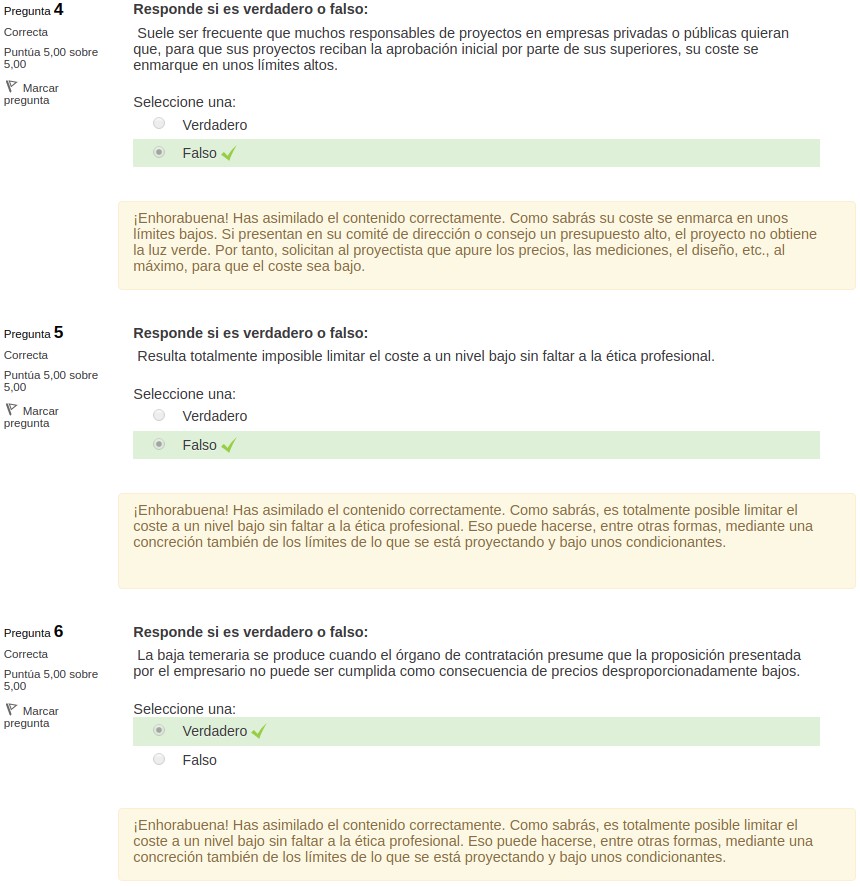 Pregunta 4
Correcta
Puntúa 5,00 sobre
5,00
Marcar
pregunta
Responde si es verdadero o falso:
Suele ser frecuente que muchos responsables de proyectos en empresas privadas o públicas quieran
que, para que sus proyectos reciban la aprobación inicial por parte de sus superiores, su coste se
enmarque en unos límites altos.
Seleccione una:
Verdadero
Falso
¡Enhorabuena! Has asimilado el contenido correctamente. Como sabrás su coste se enmarca en unos
límites bajos. Si presentan en su comité de dirección o consejo un presupuesto alto, el proyecto no obtiene
la luz verde. Por tanto, solicitan al proyectista que apure los precios, las mediciones, el diseño, etc., al
máximo, para que el coste sea bajo.
Pregunta 5
Correcta
Puntúa 5,00 sobre
5,00
Marcar
pregunta
Responde si es verdadero o falso:
Resulta totalmente imposible limitar el coste a un nivel bajo sin faltar a la ética profesional.
Seleccione una:
Verdadero
Falso
¡Enhorabuena! Has asimilado el contenido correctamente. Como sabrás, es totalmente posible limitar el
coste a un nivel bajo sin faltar a la ética profesional. Eso puede hacerse, entre otras formas, mediante una
concreción también de los límites de lo que se está proyectando y bajo unos condicionantes.
Pregunta 6
Correcta
Puntúa 5,00 sobre
5,00
Marcar
pregunta
Responde si es verdadero o falso:
La baja temeraria se produce cuando el órgano de contratación presume que la proposición presentada
por el empresario no puede ser cumplida como consecuencia de precios desproporcionadamente bajos.
Seleccione una:
Verdadero
Falso
¡Enhorabuena! Has asimilado el contenido correctamente. Como sabrás, es totalmente posible limitar el
coste a un nivel bajo sin faltar a la ética profesional. Eso puede hacerse, entre otras formas, mediante una
concreción también de los límites de lo que se está proyectando y bajo unos condicionantes.